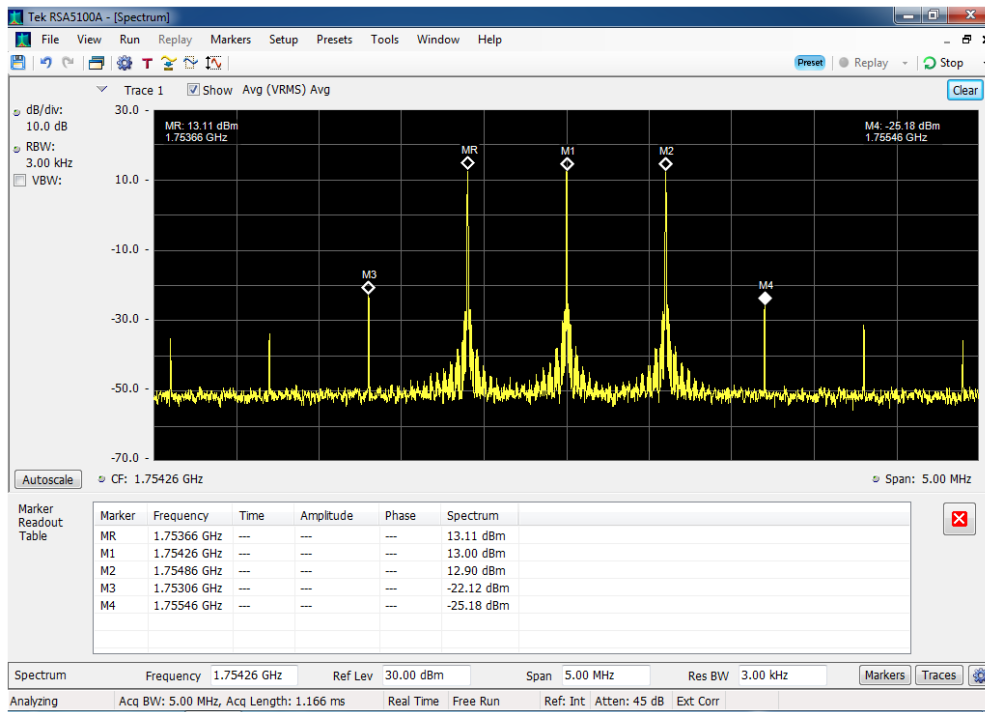 Tek RSA5100A - [Spectrum]
File View Run Replay Markers Setup Presets Tools Window Help
T Preset Replay Stop
Trace 1 Show Avg (VRMS) Avg Clear
dB/div:
10.0 dB
RBW:
3.00 kHz
VBW:
30.0
10.0
-10.0
-30.0
-50.0
-70.0
MR: 13.11 dBm
1.75366 GHz
M4: -25.18 dBm
1.75546 GHz
MR M1 M2
M3 M4
Autoscale CF: 1.75426 GHz Span: 5.00 MHz
Marker
Readout
Table
Marker Frequency Time Amplitude Phase Spectrum
MR 1.75366 GHz --- --- --- 13.11 dBm
M1 1.75426 GHz --- --- --- 13.00 dBm
M2 1.75486 GHz --- --- --- 12.90 dBm
M3 1.75306 GHz --- --- --- -22.12 dBm
M4 1.75546 GHz --- --- --- -25.18 dBm
Spectrum Frequency 1.75426 GHz Ref Lev 30.00 dBm Span 5.00 MHz Res BW 3.00 kHz Markers Traces
Analyzing Acq BW: 5.00 MHz, Acq Length: 1.166 ms Real Time Free Run Ref: Int Atten: 45 dB Ext Corr